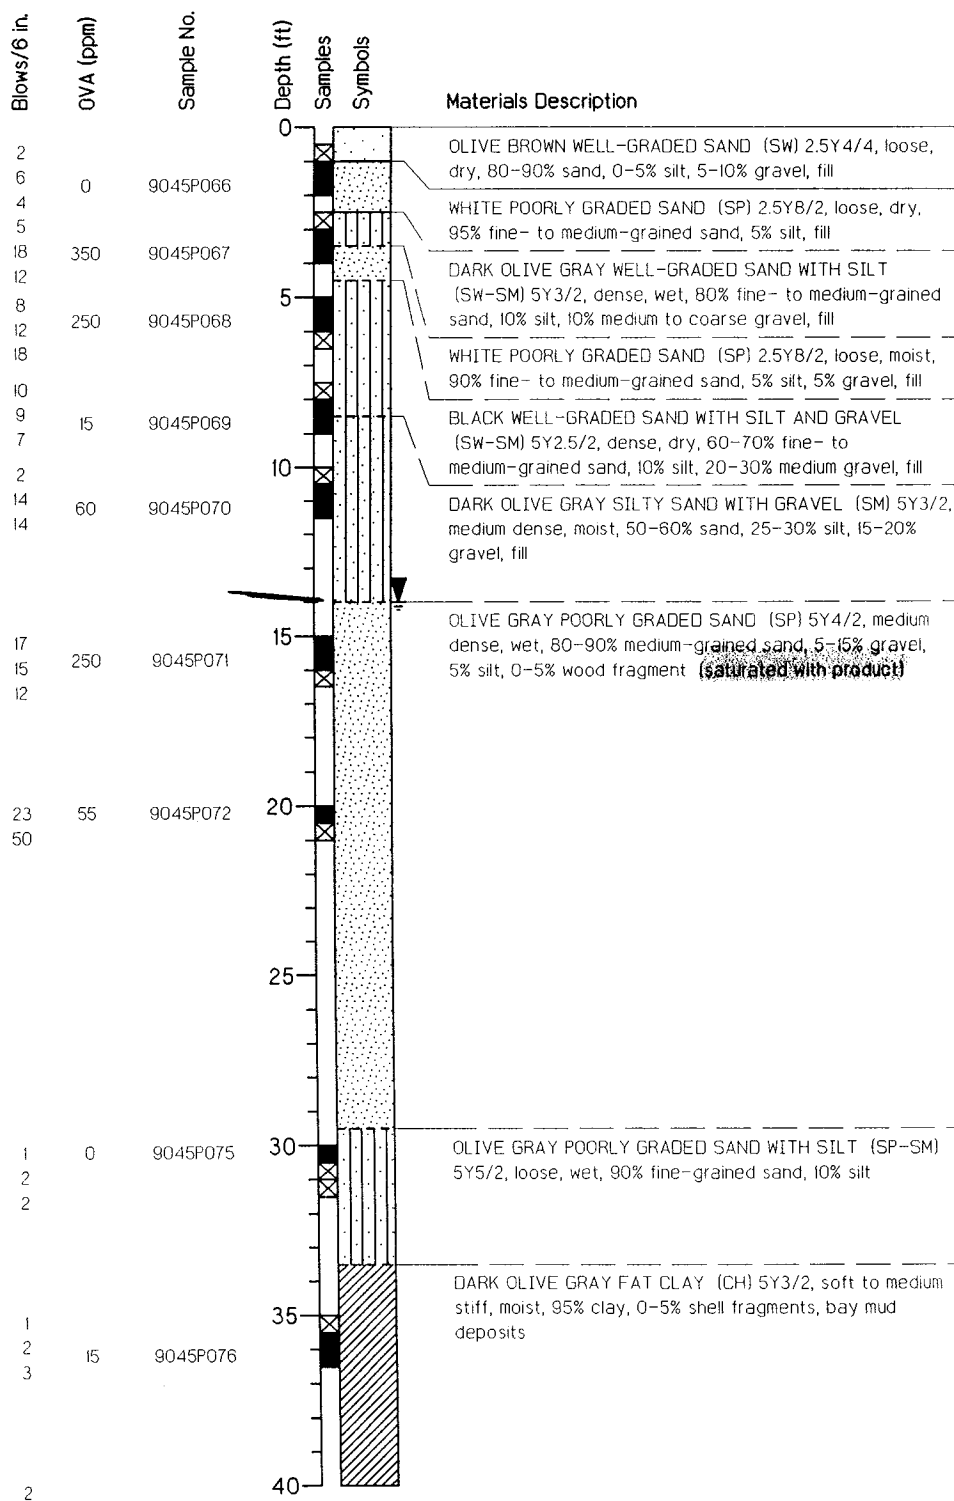 Blows/6 in.
OVA (ppm)
Sample No.
Depth (ft)
Samples
Symbols
Materials Description
0
OLIVE BROWN WELL-GRADED SAND (SW) 2.5Y4/4, loose,
dry, 80-90% sand, 0-5% silt, 5-10% gravel, fill
2
6
0 9045P066
4
WHITE POORLY GRADED SAND (SP) 2.5Y8/2, loose, dry,
95% fine- to medium-grained sand, 5% silt, fill
5
18
350 9045P067
12
DARK OLIVE GRAY WELL-GRADED SAND WITH SILT
(SW-SM) 5Y3/2, dense, wet, 80% fine- to medium-grained
sand, 10% silt, 10% medium to coarse gravel, fill
5
8
12
250 9045P068
18
WHITE POORLY GRADED SAND (SP) 2.5Y8/2, loose, moist,
90% fine- to medium-grained sand, 5% silt, 5% gravel, fill
10
9
15 9045P069
7
BLACK WELL-GRADED SAND WITH SILT AND GRAVEL
(SW-SM) 5Y2.5/2, dense, dry, 60-70% fine- to
medium-grained sand, 10% silt, 20-30% medium gravel, fill
10
2
14
60 9045P070
14
DARK OLIVE GRAY SILTY SAND WITH GRAVEL (SM) 5Y3/2,
medium dense, moist, 50-60% sand, 25-30% silt, 15-20%
gravel, fill
OLIVE GRAY POORLY GRADED SAND (SP) 5Y4/2, medium
dense, wet, 80-90% medium-grained sand, 5-15% gravel,
5% silt, 0-5% wood fragment (saturated with product)
15
17
15
250 9045P071
12
20
23 55 9045P072
50
25
30
1 0 9045P075
2
2
OLIVE GRAY POORLY GRADED SAND WITH SILT (SP-SM)
5Y5/2, loose, wet, 90% fine-grained sand, 10% silt
DARK OLIVE GRAY FAT CLAY (CH) 5Y3/2, soft to medium
stiff, moist, 95% clay, 0-5% shell fragments, bay mud
deposits
35
1
2
15 9045P076
3
40
2